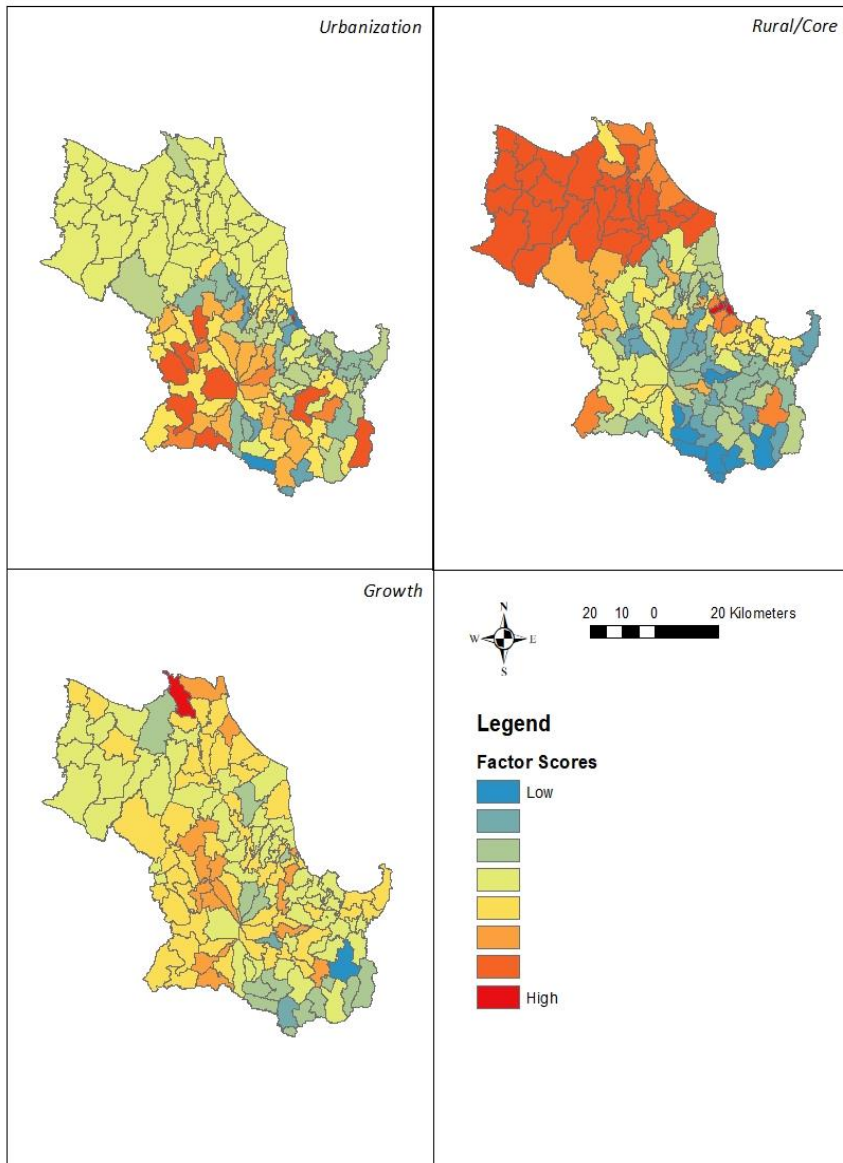 Urbanization
Rural/Core
Growth
N
W E
S
20 10 0 20 Kilometers
Legend
Factor Scores
Low
High